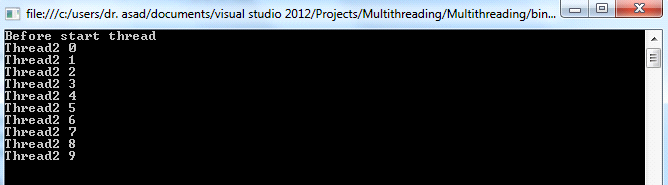 file:///c:/users/dr. asad/documents/visual studio 2012/Projects/Multithreading/Multithreading/bin...
Before start thread
Thread2 0
Thread2 1
Thread2 2
Thread2 3
Thread2 4
Thread2 5
Thread2 6
Thread2 7
Thread2 8
Thread2 9